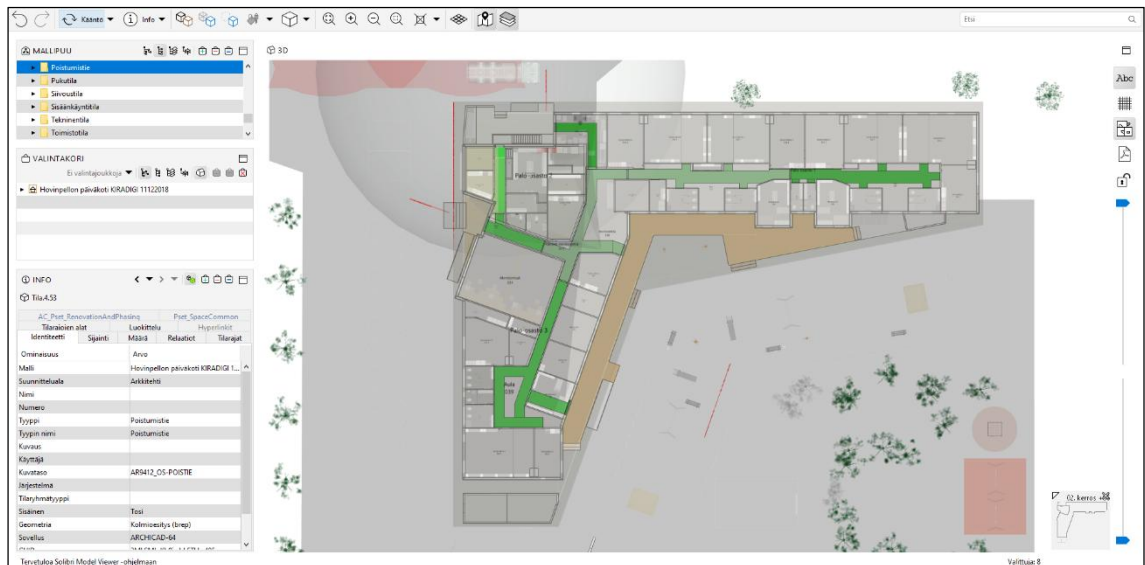 Kääntö
Info
Etsi
MALLIPUU
Poistumistie
Pukutila
Siivoustila
Sisäänkäyntitila
Tekninentila
Toimistotila
VALINTAKORI
Ei valintajoukkoja
Hovinpellon päiväkoti KIRADIGI 11122018
INFO
Tila.4.53
AC_Pset_RenovationAndPhasing Pset_SpaceCommon
Tilarajojen alat Luokittelu Hyperlinkit
Identiteetti Sijainti Määrä Relaatiot Tilarajat
Ominaisuus Arvo
Malli Hovinpellon päiväkoti KIRADIGI 1...
Suunnitteluala Arkkitehti
Nimi
Numero
Tyyppi Poistumistie
Tyypin nimi Poistumistie
Kuvaus
Käyttäjä
Kuvataso AR9412_OS-POISTIE
Järjestelmä
Tilaryhmätyyppi
Sisäinen Tosi
Geometria Kolmioesitys (brep)
Sovellus ARCHICAD-64
Tervetuloa Solibri Model Viewer -ohjelmaan
3D
Palo-osasto 2
Palo-osasto 3
Aula
Abc
02. kerros
Valittuja: 8